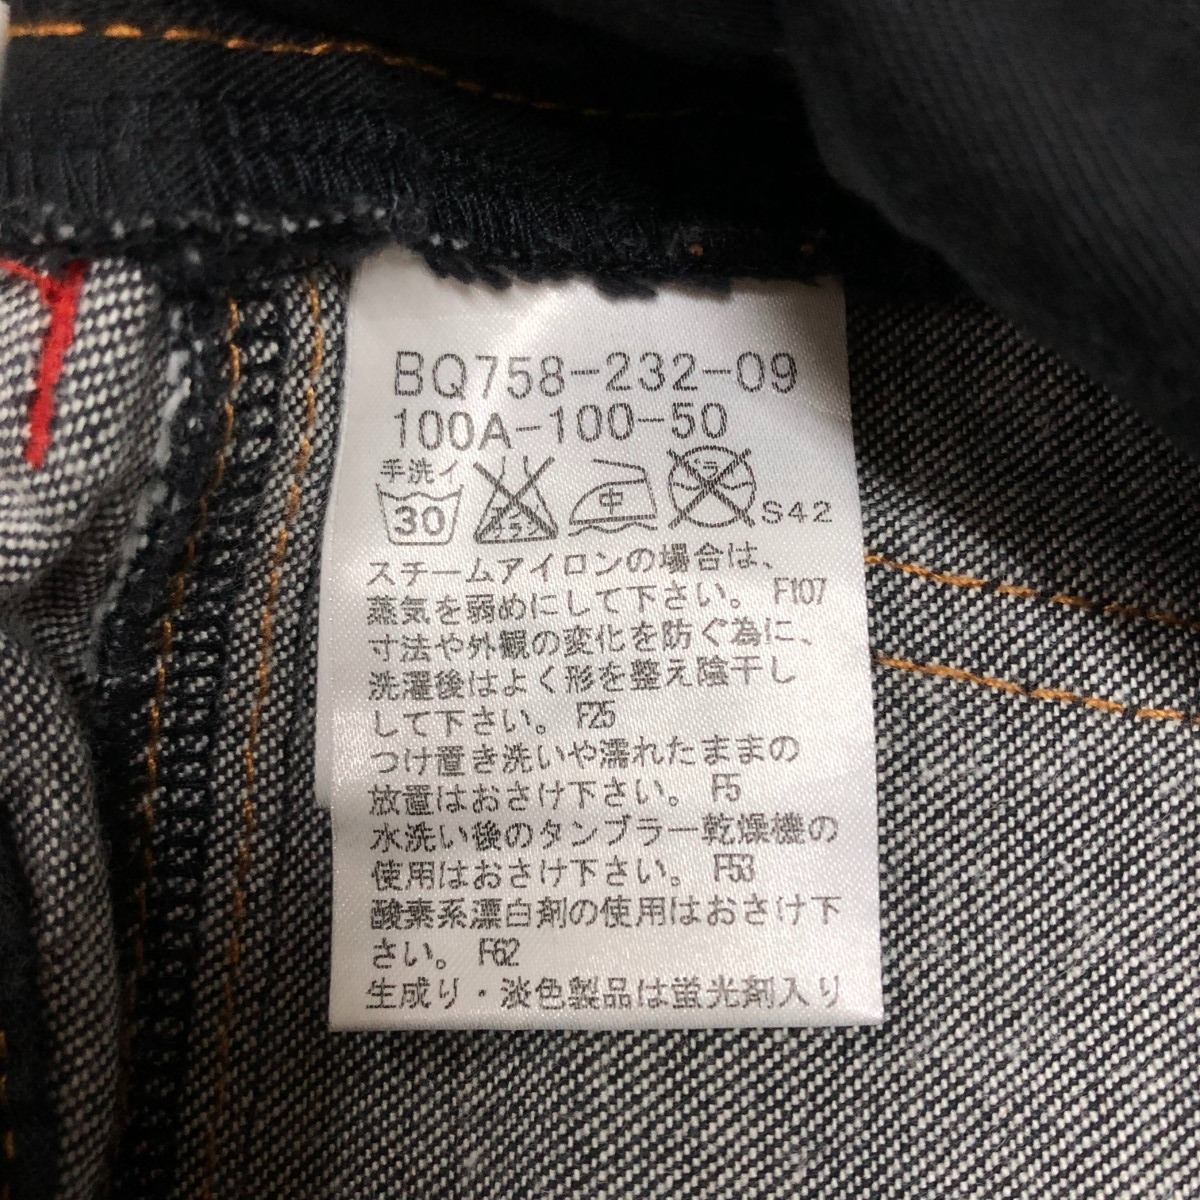 BQ758-232-09
100A-100-50
手洗イ
30
エンソ
中
ドライ
S42
スチームアイロンの場合は、
蒸気を弱めにして下さい。 F107
寸法や外観の変化を防ぐ為に、
洗濯後はよく形を整え陰干し
して下さい。 F25
つけ置き洗いや濡れたままの
放置はおさけ下さい。 F5
水洗い後のタンブラー乾燥機の
使用はおさけ下さい。 F53
酸素系漂白剤の使用はおさけ下
さい。 F62
生成り・淡色製品は蛍光剤入り